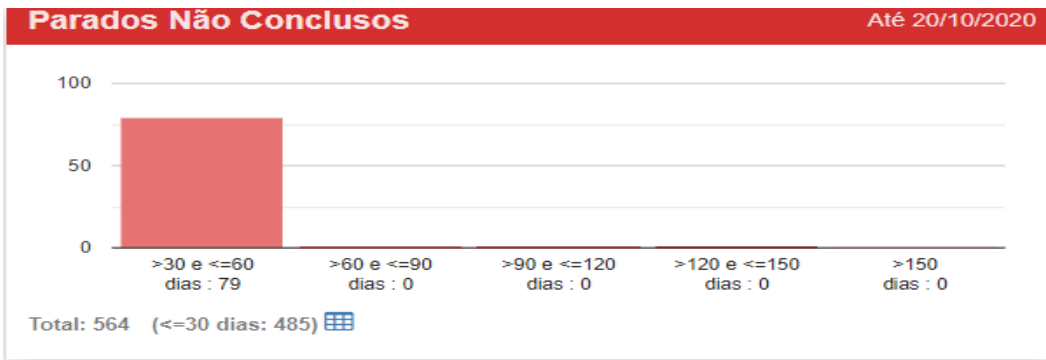 Parados Não Conclusos
Até 20/10/2020
100
50
0
>30 e <=60
dias : 79
>60 e <=90
dias : 0
>90 e <=120
dias : 0
>120 e <=150
dias : 0
>150
dias : 0
Total: 564 (<=30 dias: 485)